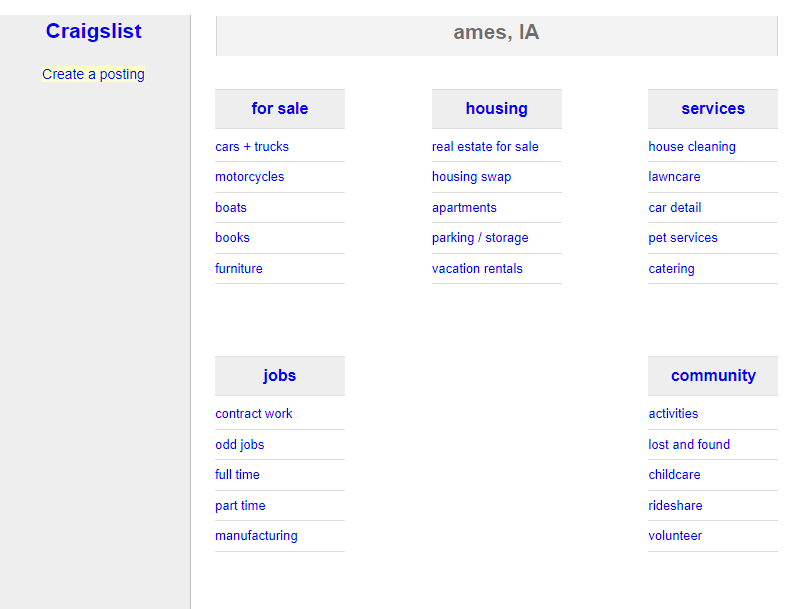 Craigslist
Create a posting
ames, IA
for sale
cars + trucks
motorcycles
boats
books
furniture
housing
real estate for sale
housing swap
apartments
parking / storage
vacation rentals
services
house cleaning
lawncare
car detail
pet services
catering
jobs
contract work
odd jobs
full time
part time
manufacturing
community
activities
lost and found
childcare
rideshare
volunteer